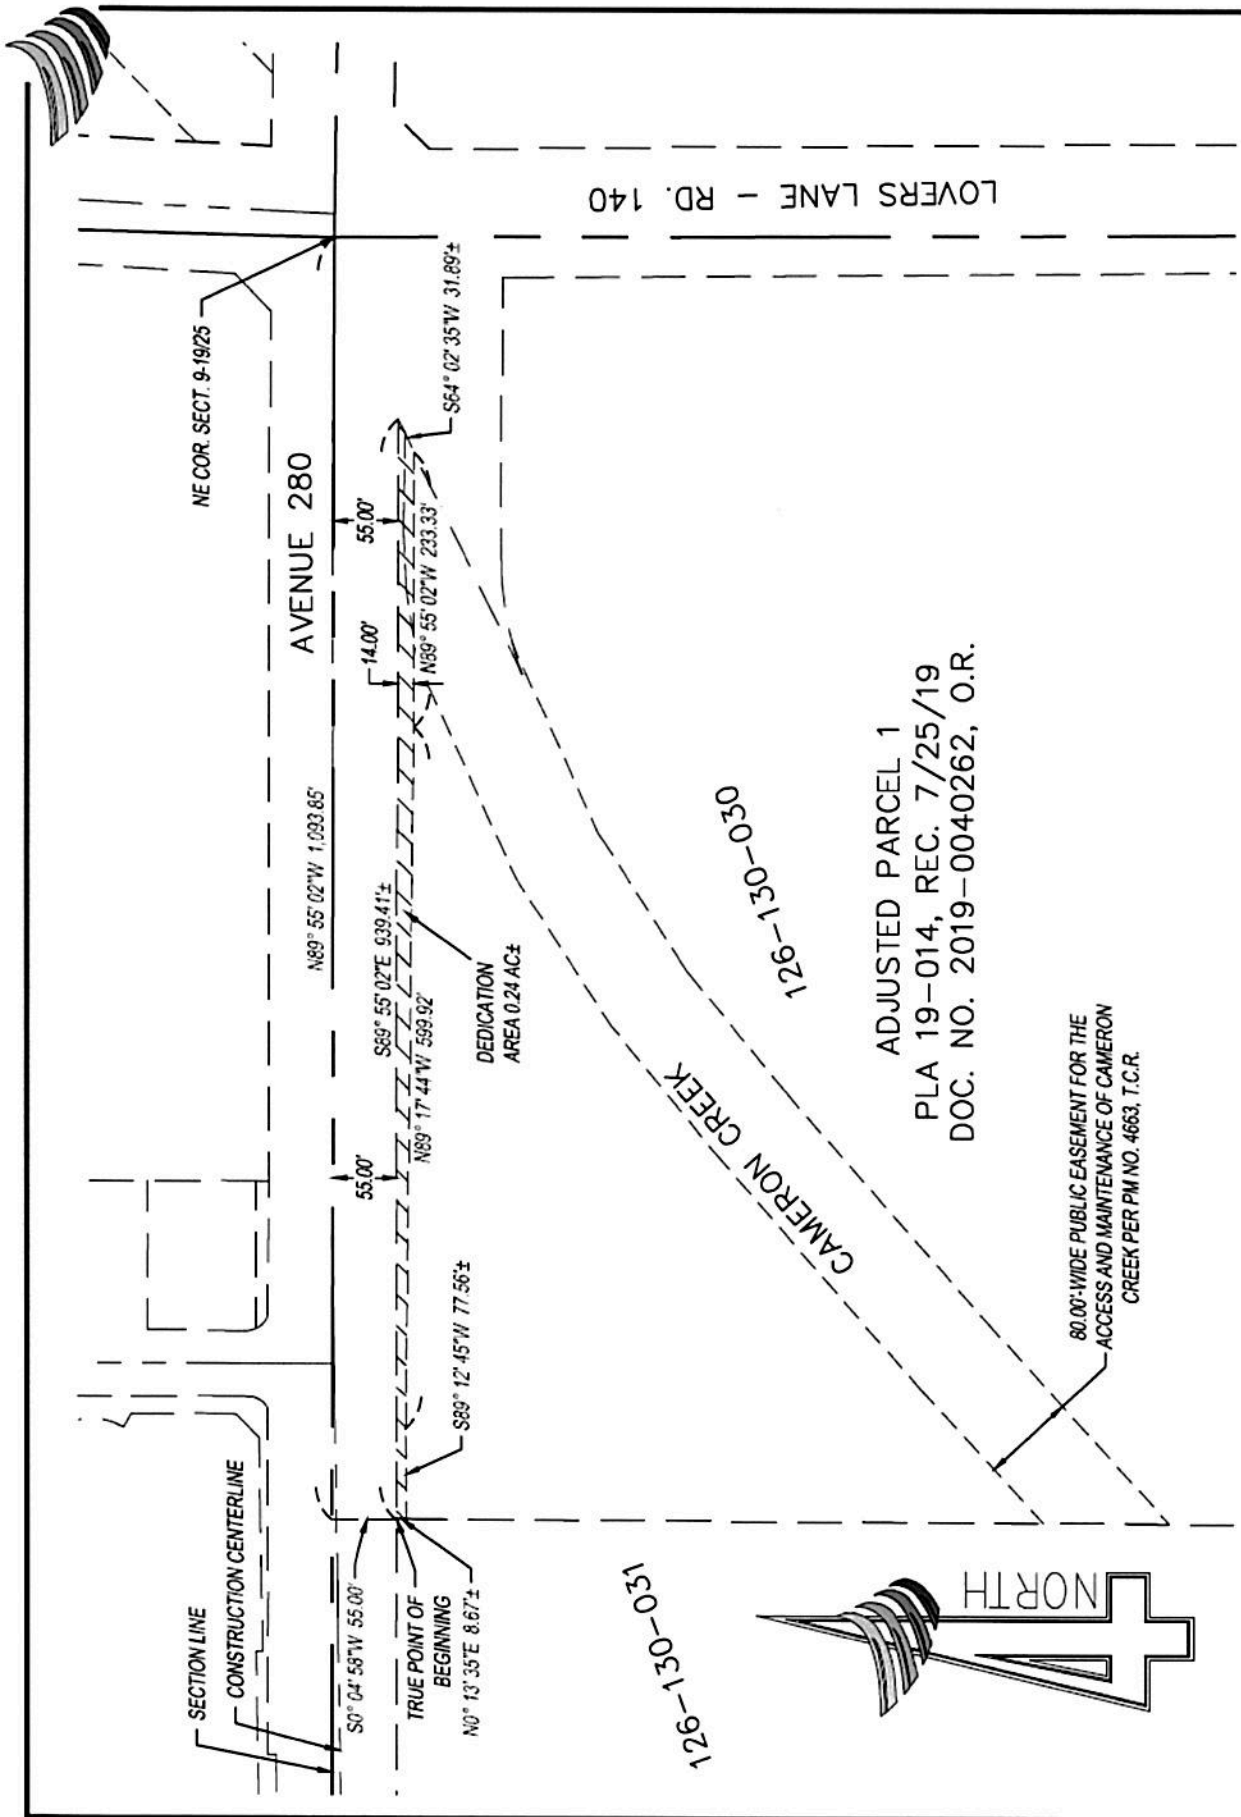 NE COR. SECT. 9-19/25
AVENUE 280
LOVERS LANE - RD. 140
N89° 55' 02"W 1,093.85'
55.00'
14.00'
S64° 02' 35"W 31.89'±
N89° 55' 02"W 233.33'
S89° 55' 02"E 939.41'±
N89° 17' 44"W 599.92'
DEDICATION
AREA 0.24 AC±
55.00'
S89° 12' 45"W 77.56'±
SECTION LINE
CONSTRUCTION CENTERLINE
S0° 04' 58"W 55.00'
TRUE POINT OF
BEGINNING
N0° 13' 35"E 8.67'±
126-130-031
126-130-030
CAMERON CREEK
ADJUSTED PARCEL 1
PLA 19-014, REC. 7/25/19
DOC. NO. 2019-0040262, O.R.
80.00'-WIDE PUBLIC EASEMENT FOR THE
ACCESS AND MAINTENANCE OF CAMERON
CREEK PER PM NO. 4663, T.C.R.
NORTH